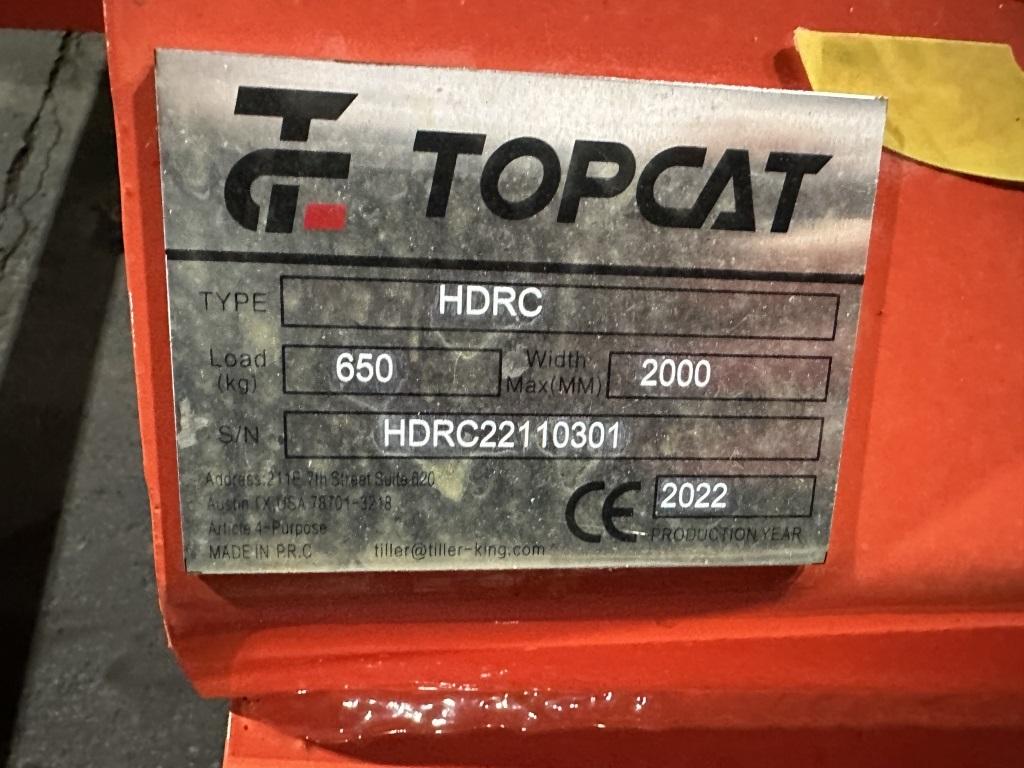 TOPCAT
TYPE HDRC
Load (kg) 650 Width Max(MM) 2000
S/N HDRC22110301
Address:211E 7th Street Suite 620
Austin TX,USA 78701-3218
Article 4-Purpose
MADE IN P.R.C tiller@tiller-king.com
CE 2022
PRODUCTION YEAR